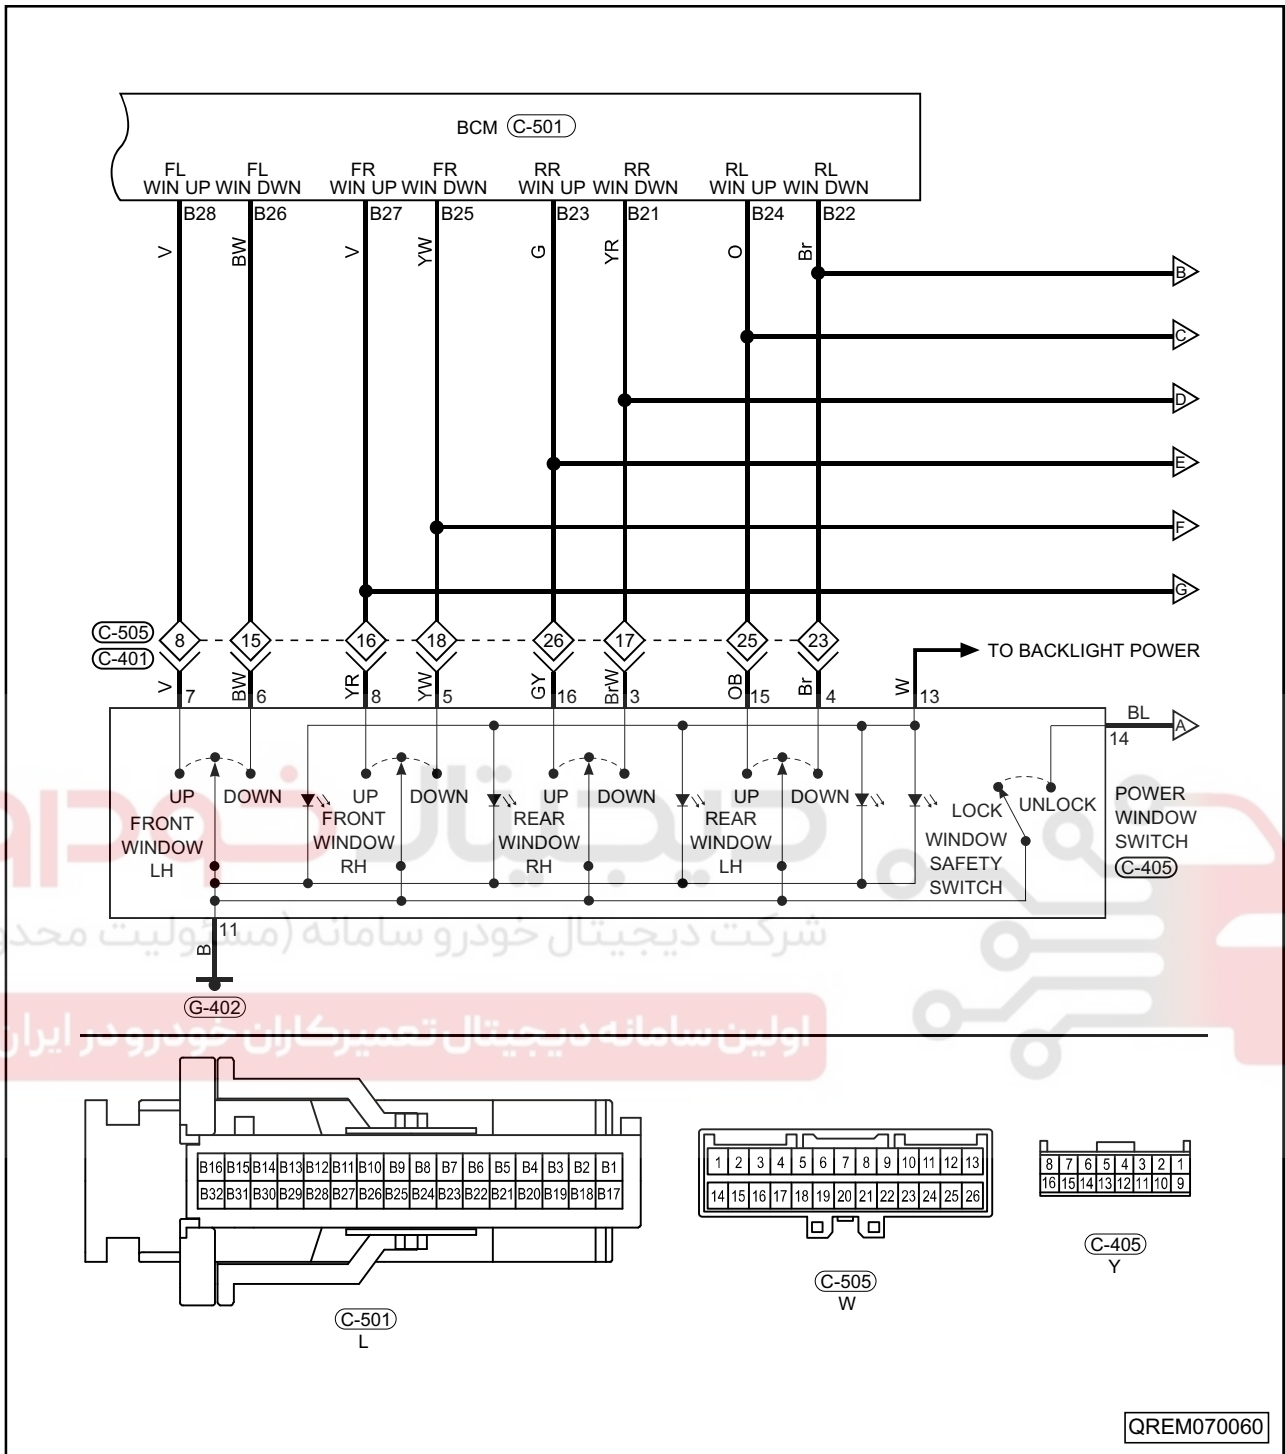 BCM C-501
FL WIN UP FL WIN DWN FR WIN UP FR WIN DWN RR WIN UP RR WIN DWN RL WIN UP RL WIN DWN
B28 B26 B27 B25 B23 B21 B24 B22
V BW V YW G YR O Br
B
C
D
E
F
G
C-505 8 15 16 18 26 17 25 23
C-401
TO BACKLIGHT POWER
V BW YR YW GY BrW OB Br W
7 6 8 5 16 3 15 4 13
BL A
14
UP DOWN UP DOWN UP DOWN UP DOWN
FRONT WINDOW LH
FRONT WINDOW RH
REAR WINDOW RH
REAR WINDOW LH
LOCK UNLOCK
WINDOW SAFETY SWITCH
POWER WINDOW SWITCH
C-405
دیجیتال خودرو
شرکت دیجیتال خودرو سامانه (مسئولیت محدو
11
B
G-402
اولین سامانه دیجیتال تعمیرکاران خودرو در ایران
B16 B15 B14 B13 B12 B11 B10 B9 B8 B7 B6 B5 B4 B3 B2 B1
B32 B31 B30 B29 B28 B27 B26 B25 B24 B23 B22 B21 B20 B19 B18 B17
C-501
L
1 2 3 4 5 6 7 8 9 10 11 12 13
14 15 16 17 18 19 20 21 22 23 24 25 26
C-505
W
8 7 6 5 4 3 2 1
16 15 14 13 12 11 10 9
C-405
Y
QREM070060